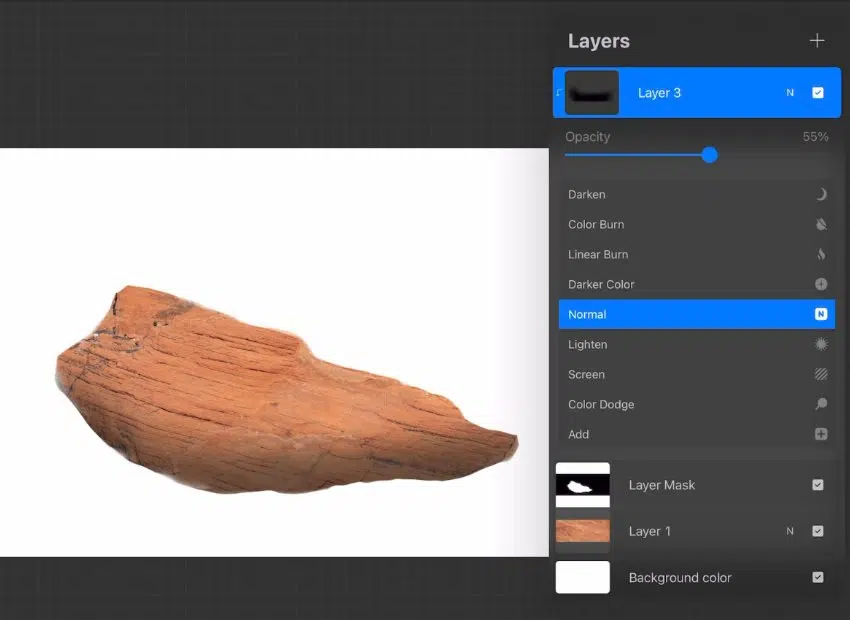 Layers
Layer 3 N
Opacity 55%
Darken
Color Burn
Linear Burn
Darker Color
Normal N
Lighten
Screen
Color Dodge
Add
Layer Mask
Layer 1 N
Background color